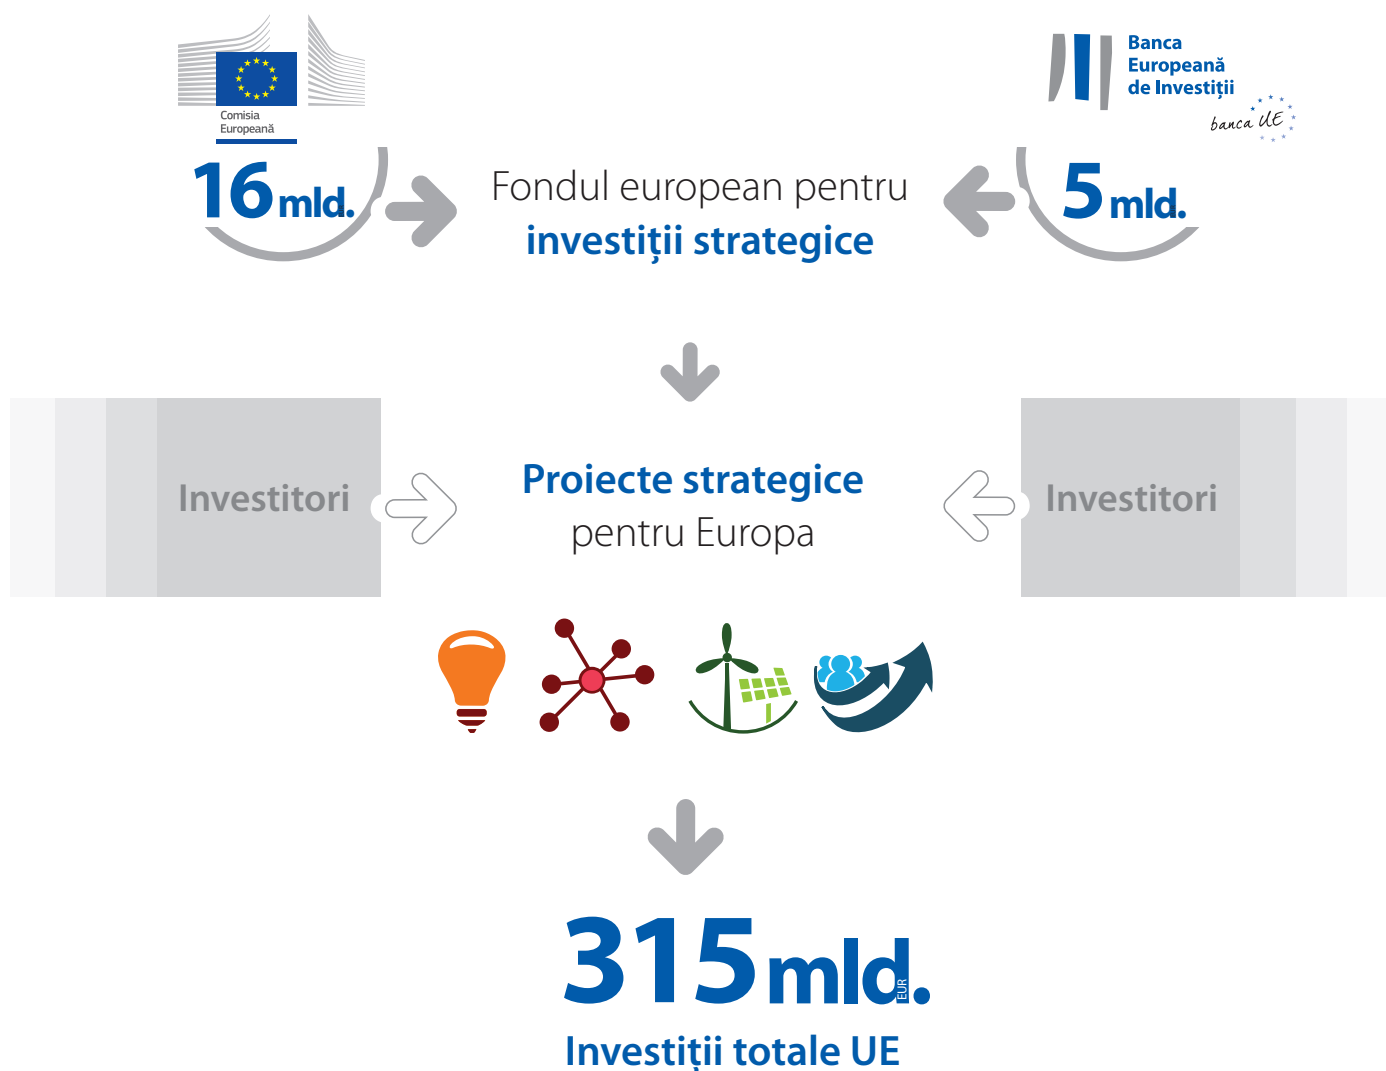 Comisia
Europeană
Banca
Europeană
de Investiții
banca UE
16 mld.
Fondul european pentru
investiții strategice
5 mld.
Investitori
Proiecte strategice
pentru Europa
Investitori
315 mld.
EUR
Investiții totale UE